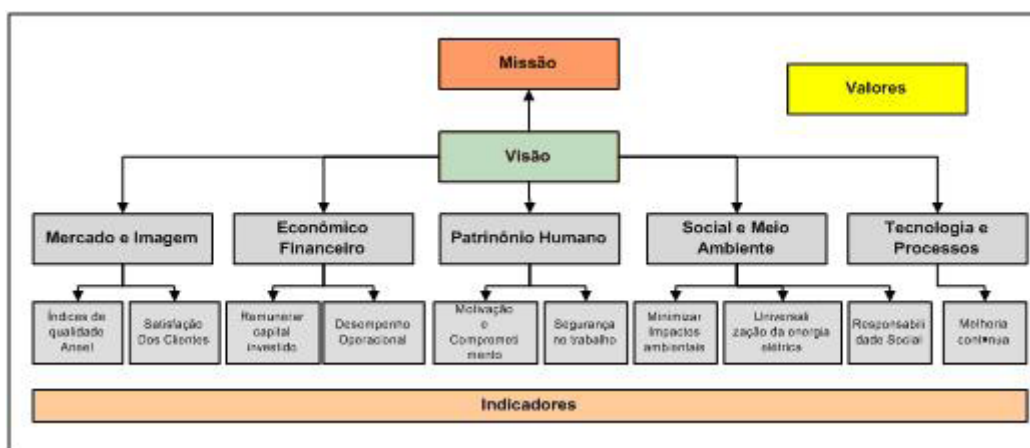 Missão
Valores
Visão
Mercado e Imagem
Econômico
Financeiro
Patrinônio Humano
Social e Meio
Ambiente
Tecnologia e
Processos
Índices de
qualidade
Aneel
Satisfação
Dos Clientes
Remunerar
capital
investido
Desempenho
Operacional
Motivação
e
Comprometi
mento
Segurança
no trabalho
Minimizar
Impactos
ambientais
Universali
zação da energia
elétrica
Responsabili
dade Social
Melhoria
contínua
Indicadores